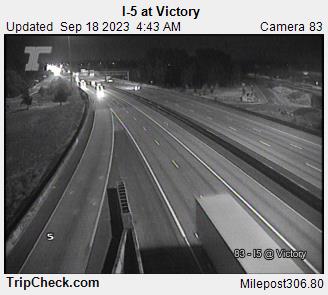 I-5 at Victory
Updated Sep 18 2023 4:43 AM Camera 83
T
S
83 - I5 @ Victory
TripCheck.com Milepost306.80